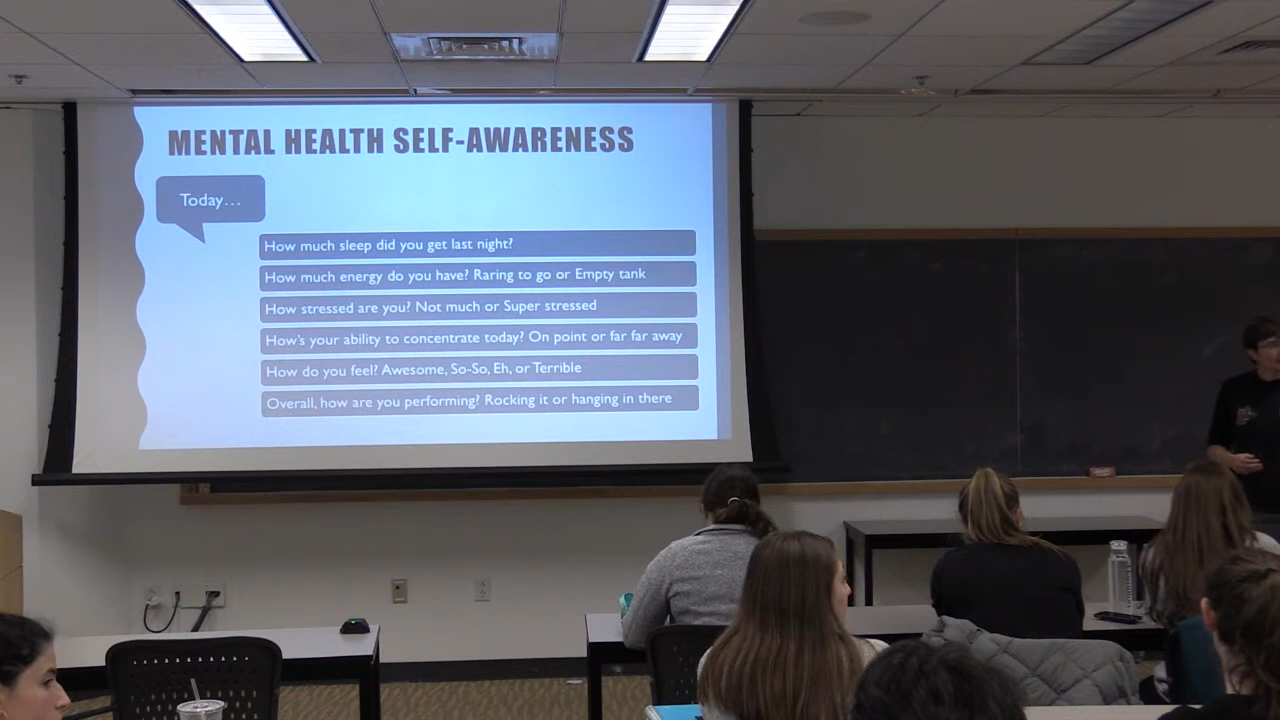 MENTAL HEALTH SELF-AWARENESS
Today...
How much sleep did you get last night?
How much energy do you have? Raring to go or Empty tank
How stressed are you? Not much or Super stressed
How's your ability to concentrate today? On point or far far away
How do you feel? Awesome, So-So, Eh, or Terrible
Overall, how are you performing? Rocking it or hanging in there